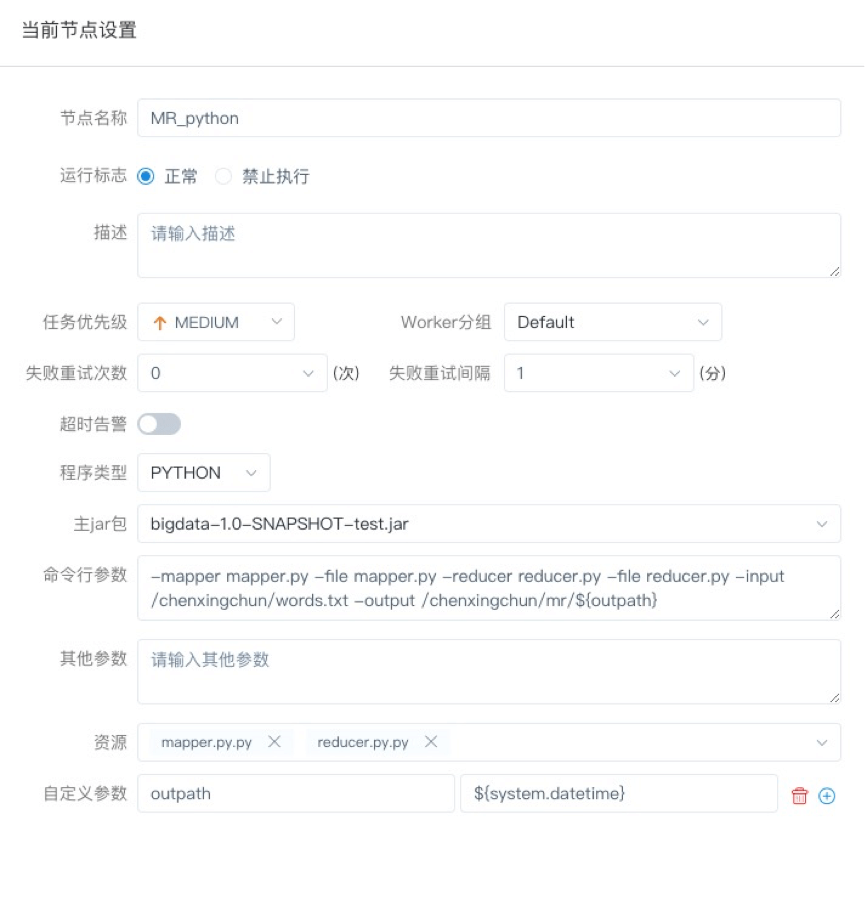 当前节点设置
节点名称 MR_python
运行标志 正常 禁止执行
描述 请输入描述
任务优先级 MEDIUM Worker分组 Default
失败重试次数 0 (次) 失败重试间隔 1 (分)
超时告警
程序类型 PYTHON
主jar包 bigdata-1.0-SNAPSHOT-test.jar
命令行参数 -mapper mapper.py -file mapper.py -reducer reducer.py -file reducer.py -input
/chenxingchun/words.txt -output /chenxingchun/mr/${outpath}
其他参数 请输入其他参数
资源 mapper.py.py reducer.py.py
自定义参数 outpath ${system.datetime}